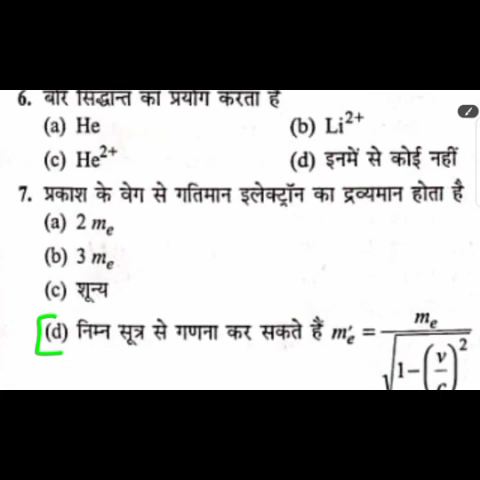 6. बोर सिद्धान्त का प्रयोग करता है
(a) He (b) Li²⁺
(c) He²⁺ (d) इनमें से कोई नहीं
7. प्रकाश के वेग से गतिमान इलेक्ट्रॉन का द्रव्यमान होता है
(a) 2 mₑ
(b) 3 mₑ
(c) शून्य
(d) निम्न सूत्र से गणना कर सकते हैं m′ₑ = mₑ / √(1−(v/c)²)